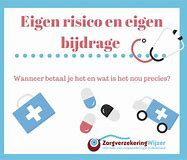 Eigen risico en eigen
bijdrage
Wanneer betaal je het en wat is het nou precies?
ZorgverzekeringWijzer